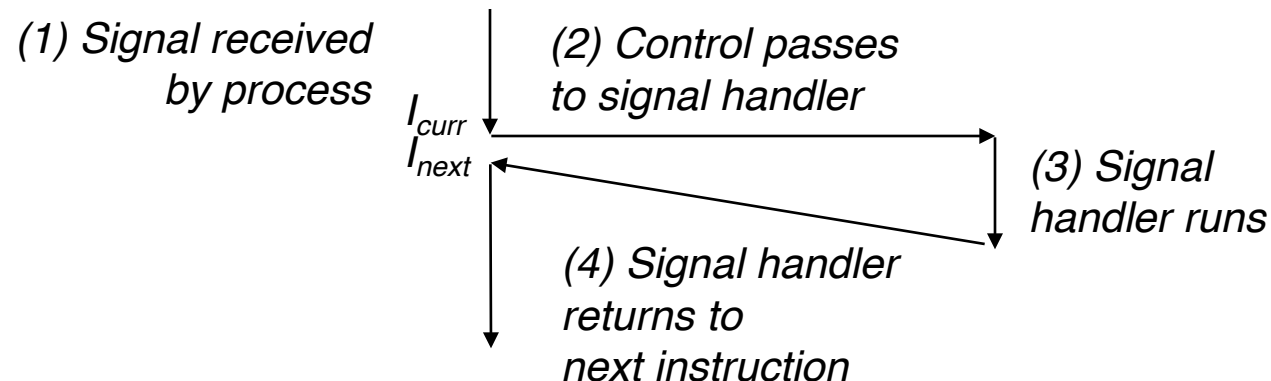 (1) Signal received
by process
(2) Control passes
to signal handler
I_curr
I_next
(3) Signal
handler runs
(4) Signal handler
returns to
next instruction